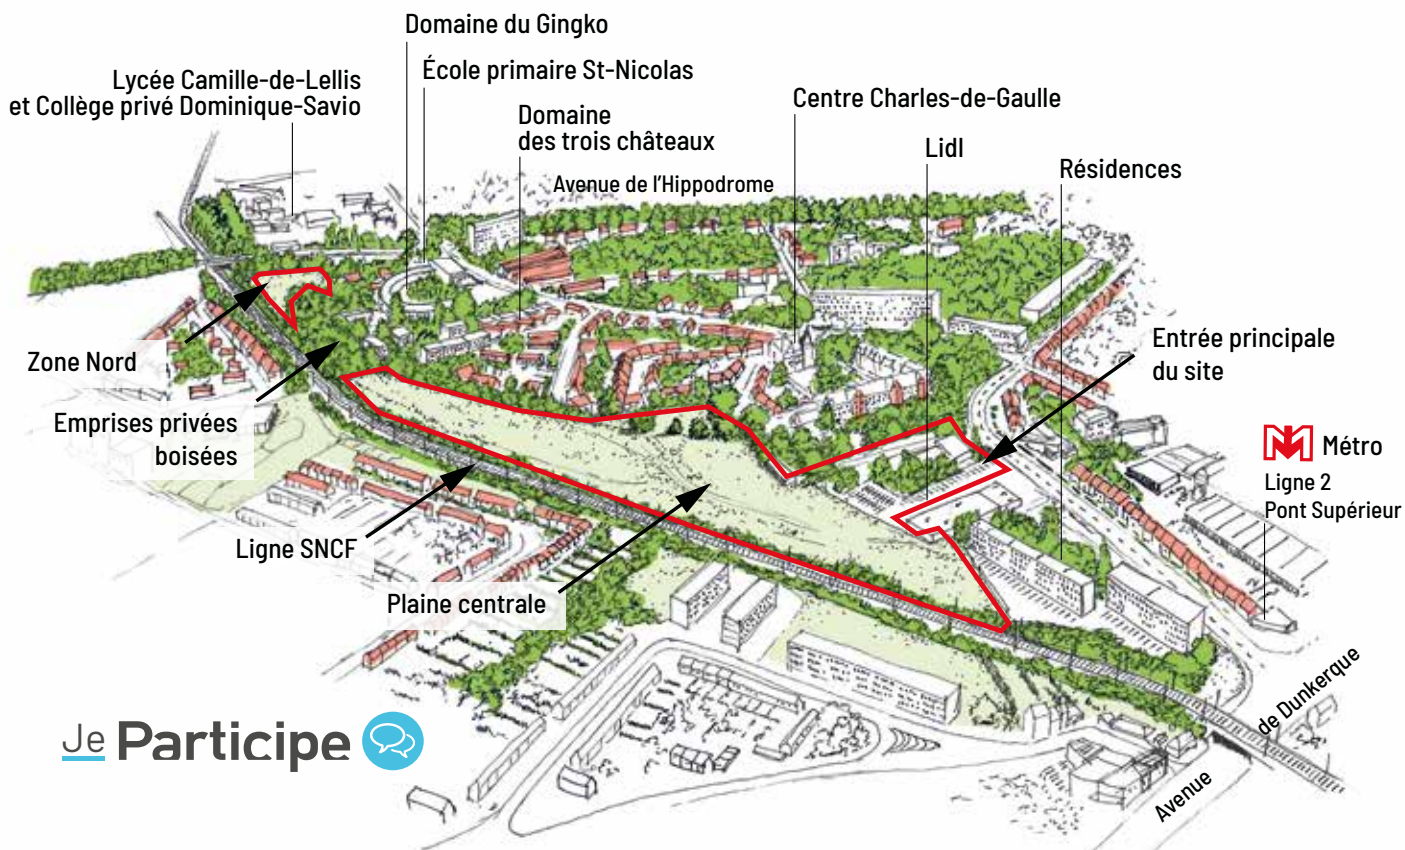 Domaine du Gingko
Lycée Camille-de-Lellis
et Collège privé Dominique-Savio
École primaire St-Nicolas
Domaine
des trois châteaux
Centre Charles-de-Gaulle
Lidl
Résidences
Avenue de l'Hippodrome
Zone Nord
Entrée principale
du site
Emprises privées
boisées
Métro
Ligne 2
Pont Supérieur
Ligne SNCF
Plaine centrale
Avenue
de Dunkerque
Je Participe